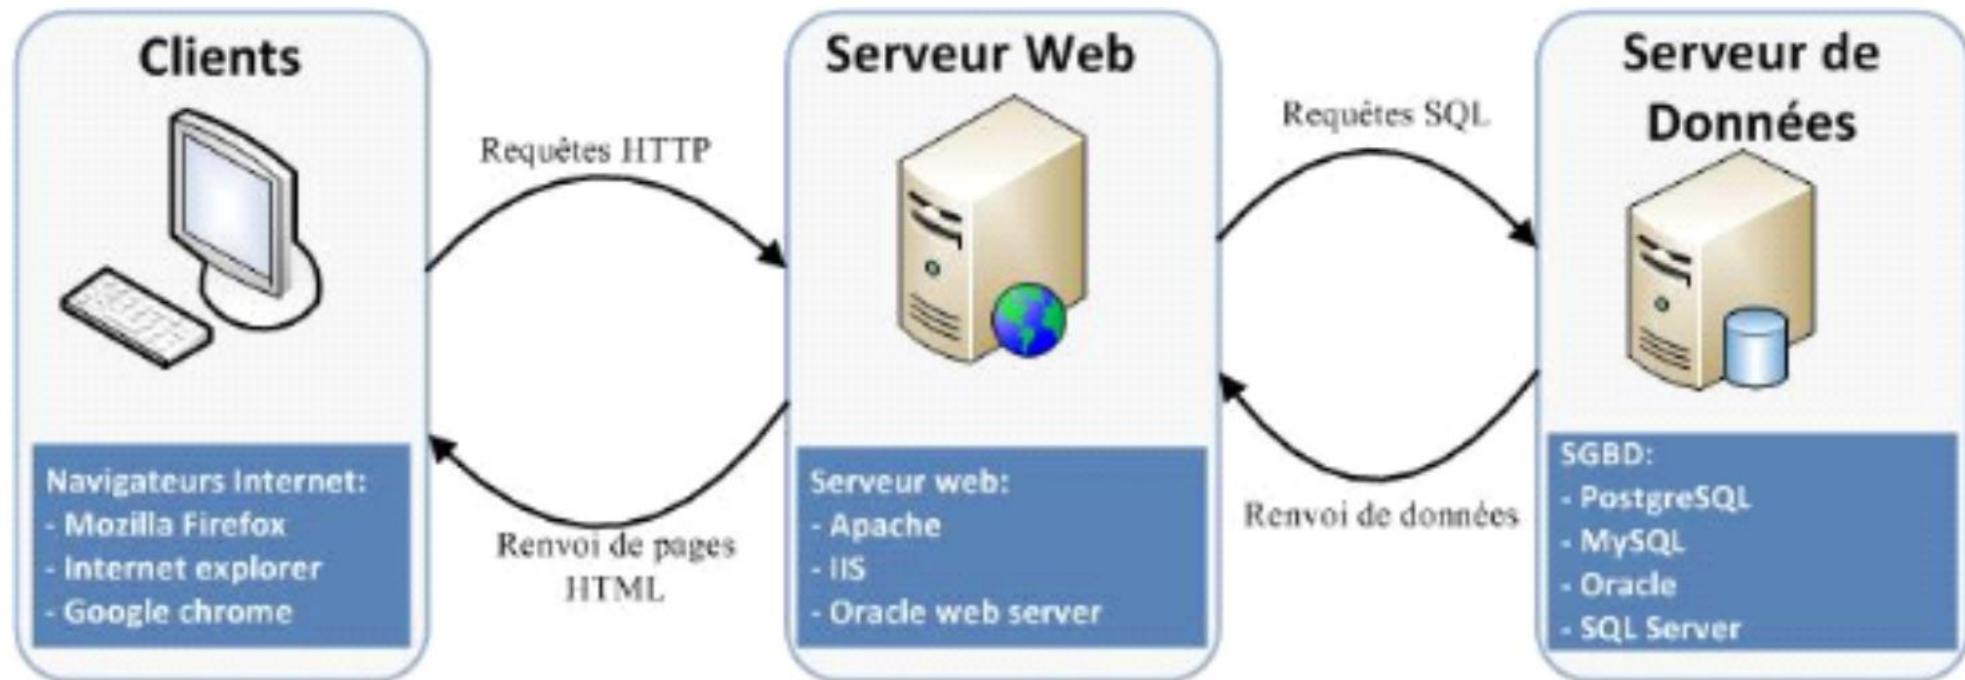 Clients
Navigateurs Internet:
- Mozilla Firefox
- Internet explorer
- Google chrome
Requêtes HTTP
Renvoi de pages
HTML
Serveur Web
Serveur web:
- Apache
- IIS
- Oracle web server
Requêtes SQL
Renvoi de données
Serveur de
Données
SGBD:
- PostgreSQL
- MySQL
- Oracle
- SQL Server